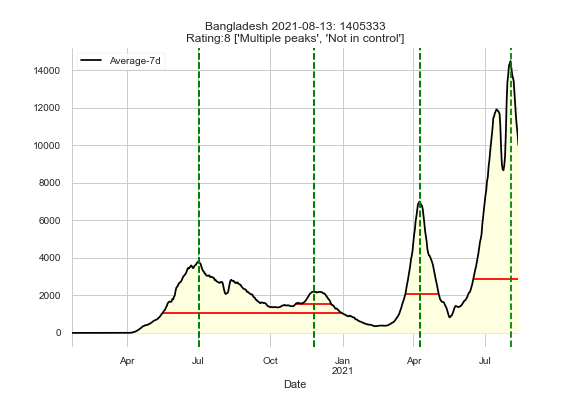 Bangladesh 2021-08-13: 1405333
Rating:8 ['Multiple peaks', 'Not in control']
Average-7d
14000
12000
10000
8000
6000
4000
2000
0
Apr
Jul
Oct
Jan
2021
Apr
Jul
Date